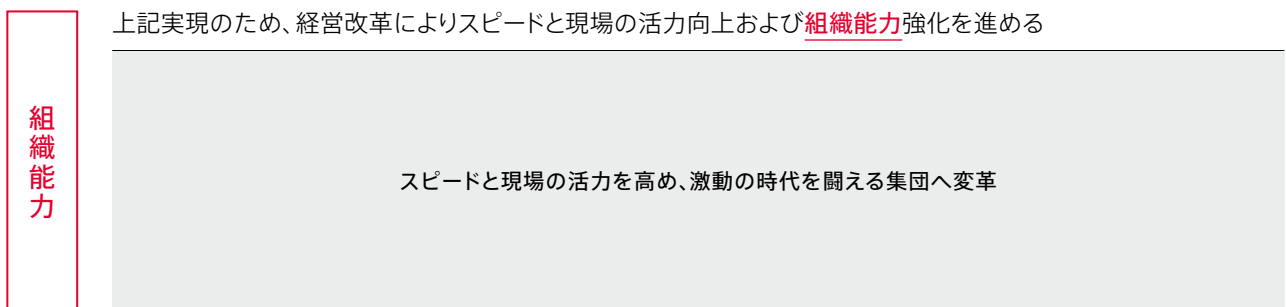 上記実現のため、経営改革によりスピードと現場の活力向上および組織能力強化を進める
組織能力
スピードと現場の活力を高め、激動の時代を闘える集団へ変革